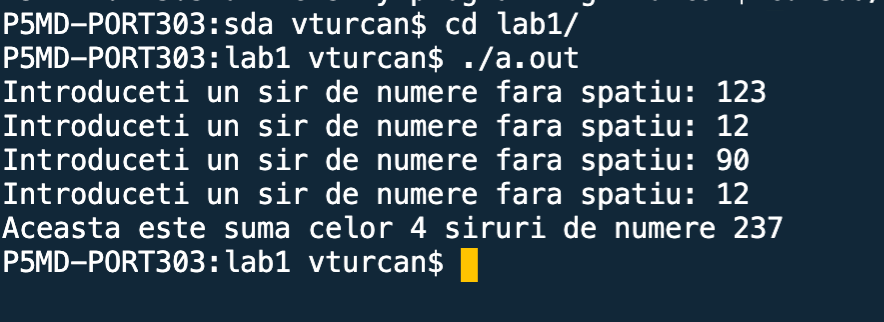 P5MD-PORT303:sda vturcan$ cd lab1/
P5MD-PORT303:lab1 vturcan$ ./a.out
Introduceti un sir de numere fara spatiu: 123
Introduceti un sir de numere fara spatiu: 12
Introduceti un sir de numere fara spatiu: 90
Introduceti un sir de numere fara spatiu: 12
Aceasta este suma celor 4 siruri de numere 237
P5MD-PORT303:lab1 vturcan$